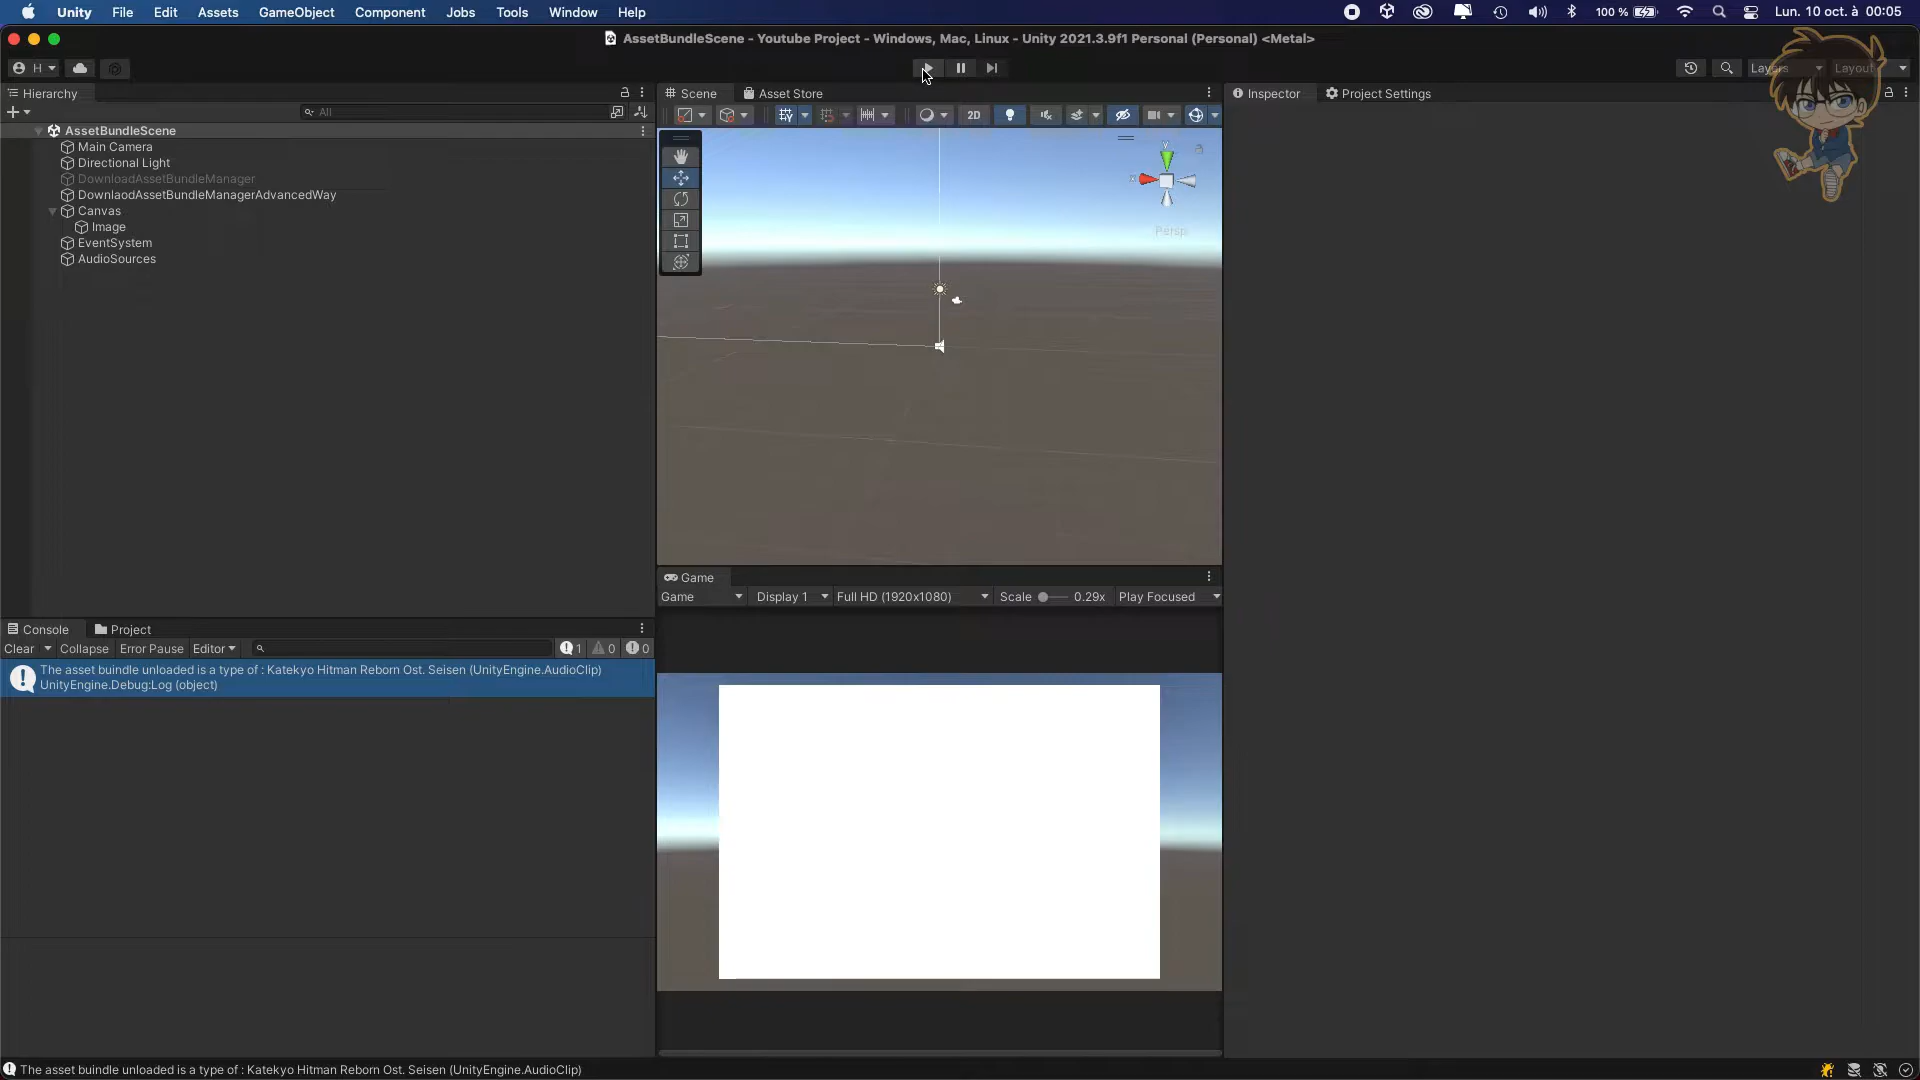 Unity File Edit Assets GameObject Component Jobs Tools Window Help 100 % Lun. 10 oct. à 00:05
AssetBundleScene - Youtube Project - Windows, Mac, Linux - Unity 2021.3.9f1 Personal (Personal) <Metal>
H Layers Layout
Hierarchy
All
AssetBundleScene
Main Camera
Directional Light
DownloadAssetBundleManager
DownlaodAssetBundleManagerAdvancedWay
Canvas
Image
EventSystem
AudioSources
Scene Asset Store
2D
y
x
Persp
Inspector Project Settings
Game
Game Display 1 Full HD (1920x1080) Scale 0.29x Play Focused
Console Project
Clear Collapse Error Pause Editor 1 0 0
The asset buindle unloaded is a type of : Katekyo Hitman Reborn Ost. Seisen (UnityEngine.AudioClip)
UnityEngine.Debug:Log (object)
The asset buindle unloaded is a type of : Katekyo Hitman Reborn Ost. Seisen (UnityEngine.AudioClip)